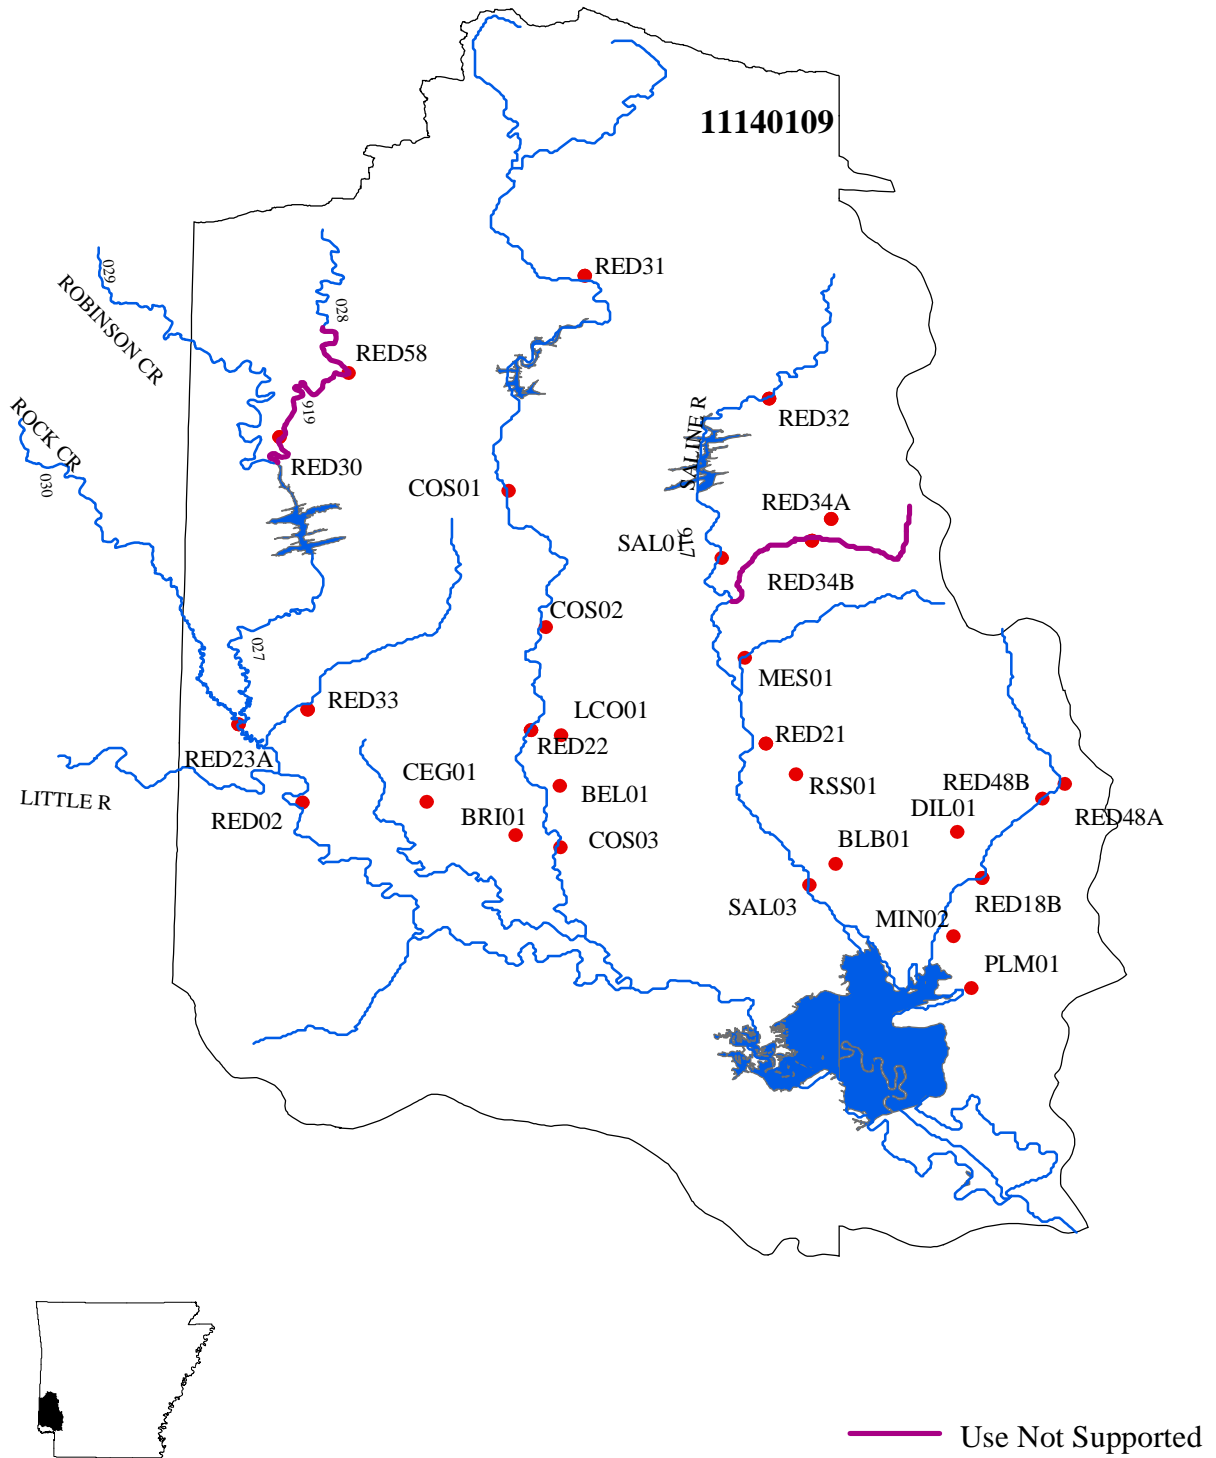 11140109
RED31
029
ROBINSON CR
028
RED58
919
ROCK CR
030
RED30
RED32
SALINE R
COS01
RED34A
SAL01
917
RED34B
COS02
027
MES01
RED33
LCO01
RED22
RED21
RED23A
CEG01
BEL01
RSS01
RED48B
LITTLE R
RED02
BRI01
DIL01
RED48A
COS03
BLB01
SAL03
RED18B
MIN02
PLM01
Use Not Supported